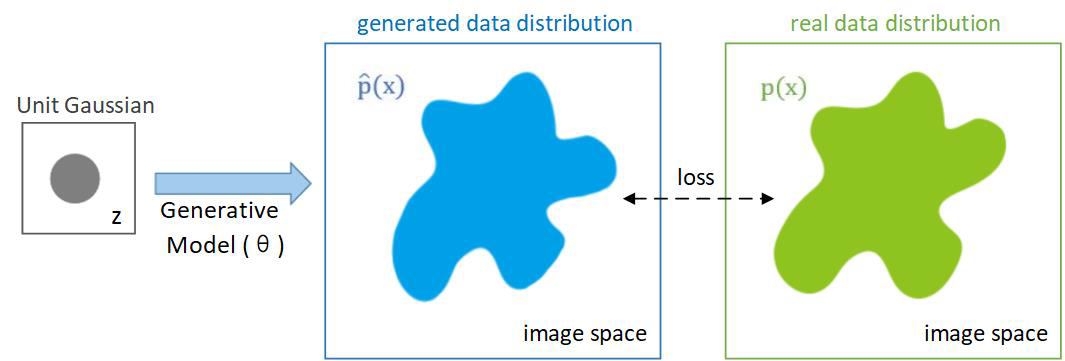 generated data distribution
real data distribution
p̂(x)
p(x)
Unit Gaussian
z
Generative
Model ( θ )
loss
image space
image space